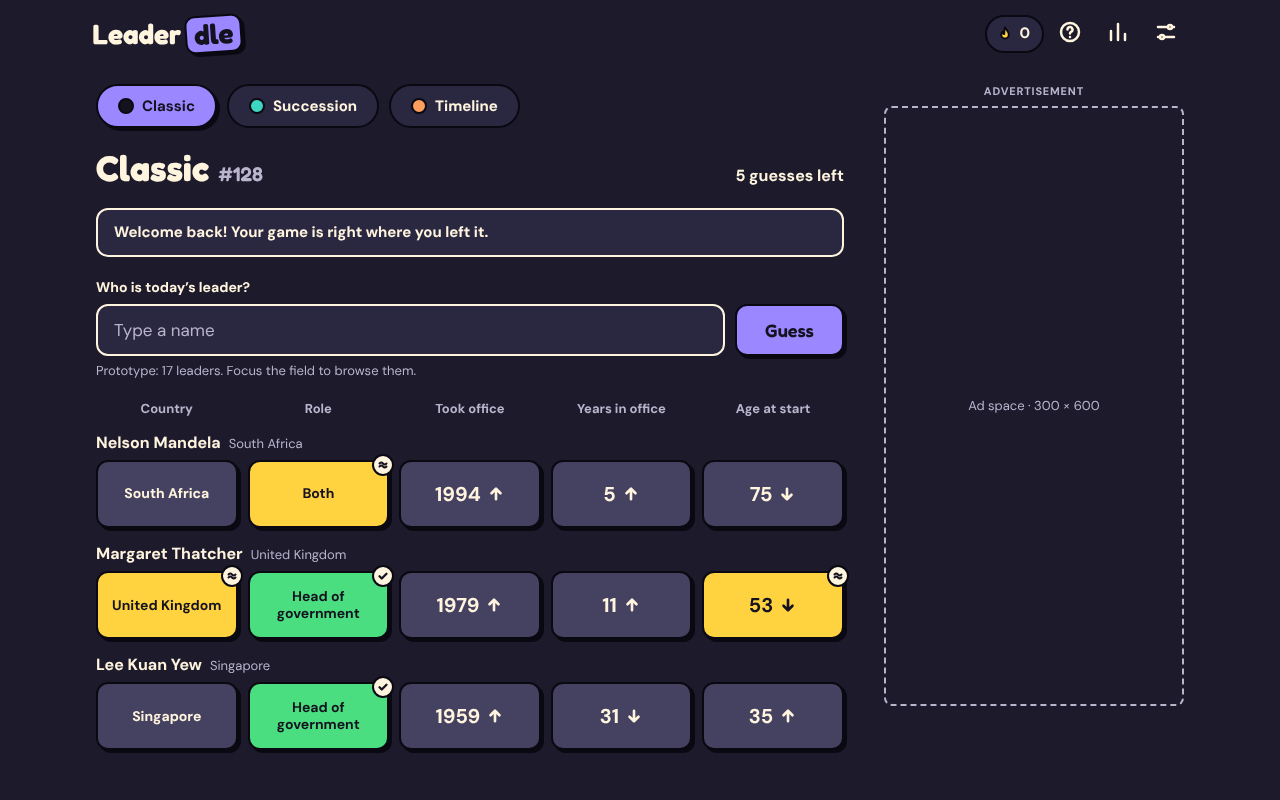 Leader dle
0
Classic
Succession
Timeline
ADVERTISEMENT
Classic #128
5 guesses left
Welcome back! Your game is right where you left it.
Who is today’s leader?
Type a name
Guess
Prototype: 17 leaders. Focus the field to browse them.
Ad space · 300 × 600
Country Role Took office Years in office Age at start
Nelson Mandela South Africa
South Africa Both ≈ 1994 ↑ 5 ↑ 75 ↓
Margaret Thatcher United Kingdom
United Kingdom ≈ Head of government ✓ 1979 ↑ 11 ↑ 53 ↓ ≈
Lee Kuan Yew Singapore
Singapore Head of government ✓ 1959 ↑ 31 ↓ 35 ↑